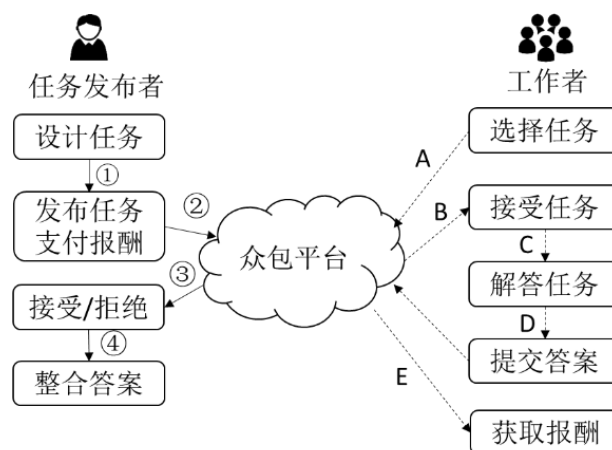 任务发布者
设计任务
①
发布任务
支付报酬
②
③
接受/拒绝
④
整合答案
众包平台
工作者
选择任务
A
B
接受任务
C
解答任务
D
提交答案
E
获取报酬